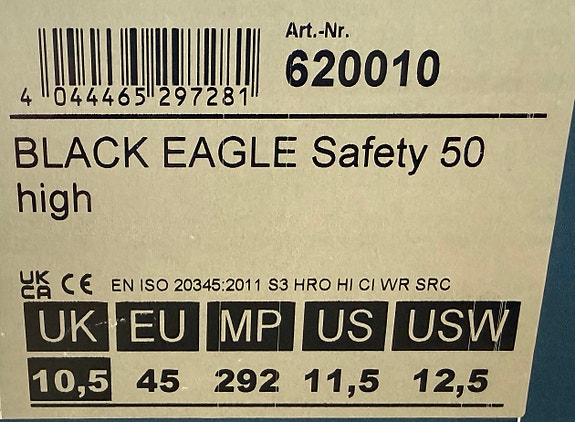 Art.-Nr.
620010
4 044465 297281
BLACK EAGLE Safety 50
high
UK CA CE EN ISO 20345:2011 S3 HRO HI CI WR SRC
UK EU MP US USW
10,5 45 292 11,5 12,5